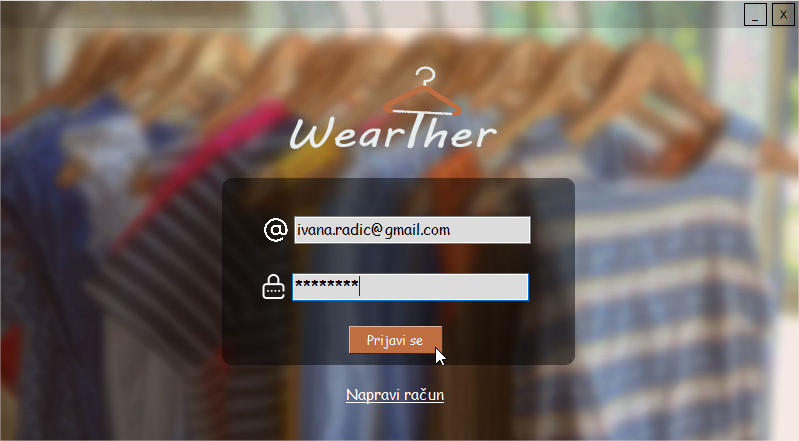 _ X
WearTher
ivana.radic@gmail.com
********
Prijavi se
Napravi račun